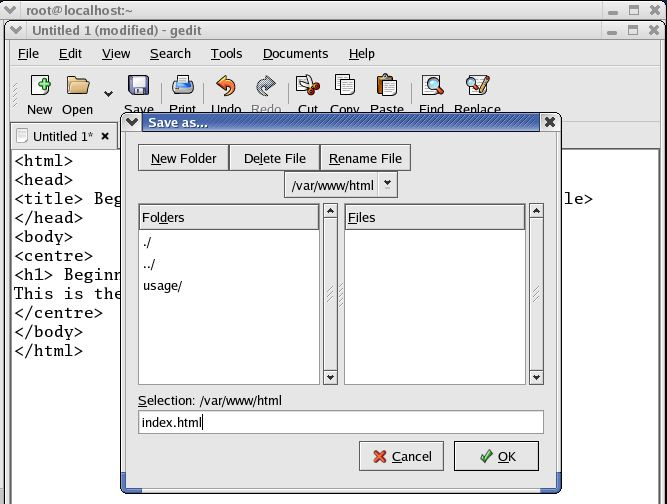 root@localhost:~
Untitled 1 (modified) - gedit
File Edit View Search Tools Documents Help
New Open Save Print Undo Redo Cut Copy Paste Find Replace
Untitled 1*
Save as...
New Folder Delete File Rename File
/var/www/html
Folders Files
./
../
usage/
Selection: /var/www/html
index.html
Cancel OK
<html>
<head>
<title> Beg le>
</head>
<body>
<centre>
<h1> Beginn
This is the
</centre>
</body>
</html>